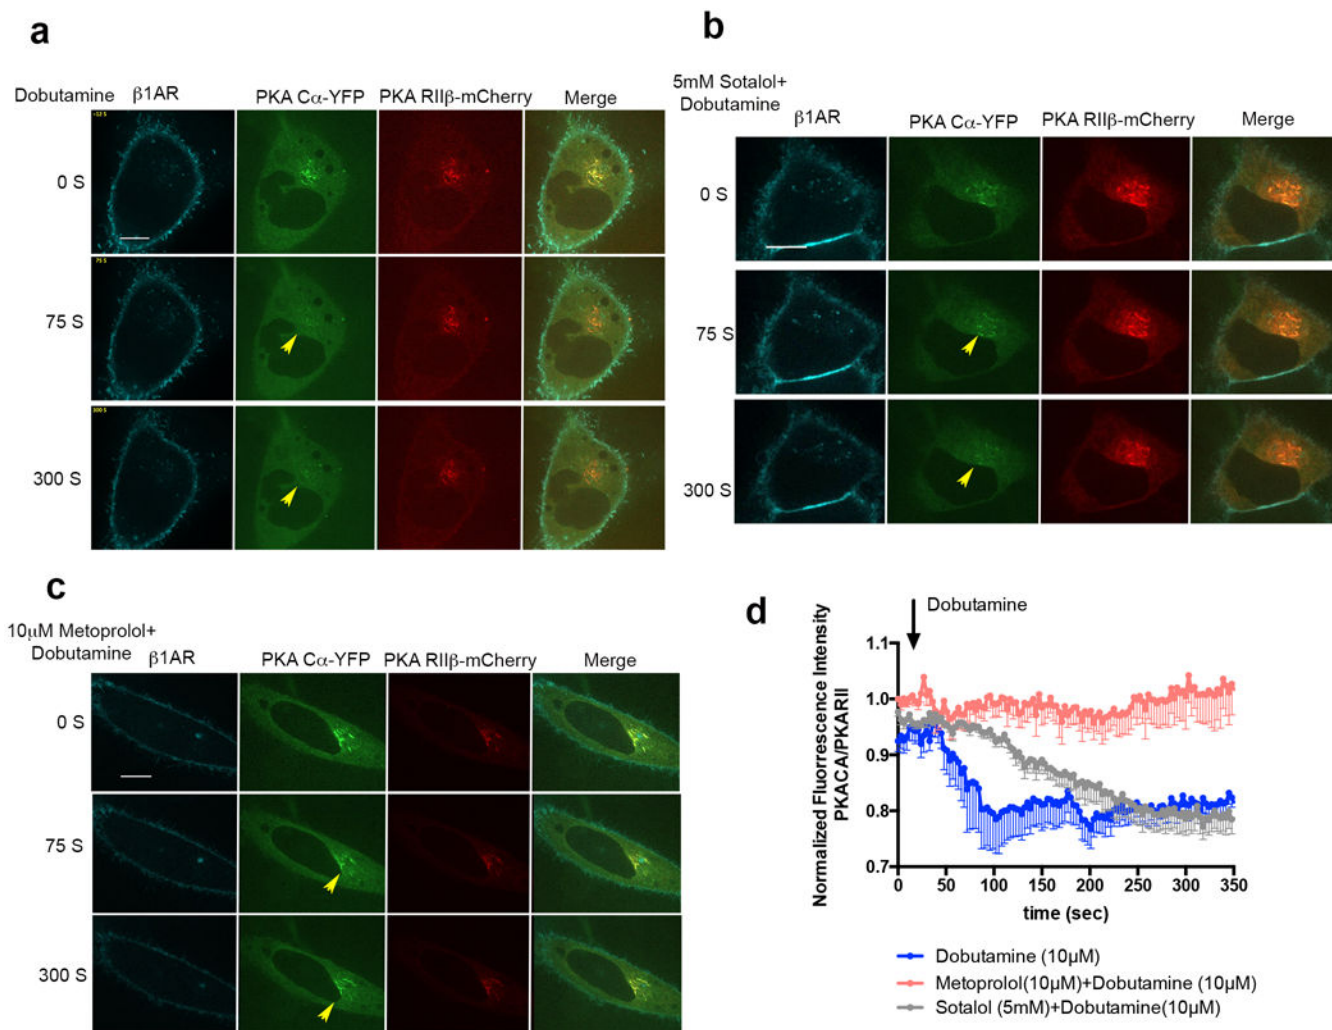 a
Dobutamine β1AR PKA Cα-YFP PKA RIIβ-mCherry Merge
0 S
75 S
75 S
300 S
300 S
b
5mM Sotalol+
Dobutamine
β1AR PKA Cα-YFP PKA RIIβ-mCherry Merge
0 S
75 S
300 S
c
10μM Metoprolol+
Dobutamine β1AR PKA Cα-YFP PKA RIIβ-mCherry Merge
0 S
75 S
300 S
d
Dobutamine
Normalized Fluorescence Intensity
PKACA/PKARII
1.1
1.0
0.9
0.8
0.7
0 50 100 150 200 250 300 350
time (sec)
Dobutamine (10μM)
Metoprolol(10μM)+Dobutamine (10μM)
Sotalol (5mM)+Dobutamine(10μM)